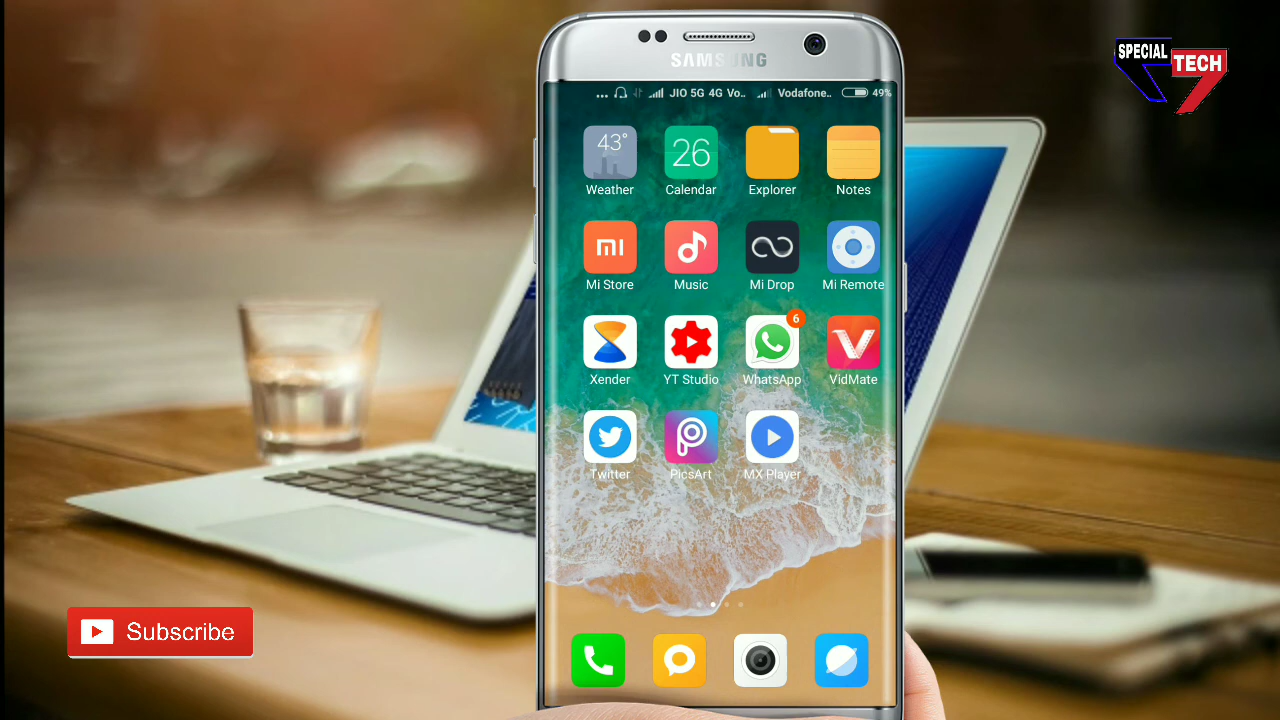 SPECIAL
TECH
SAMSUNG
... JIO 5G 4G Vo.. Vodafone.. 49%
43° 26
Weather Calendar Explorer Notes
Mi Store Music Mi Drop Mi Remote
6
Xender YT Studio WhatsApp VidMate
Twitter PicsArt MX Player
Subscribe